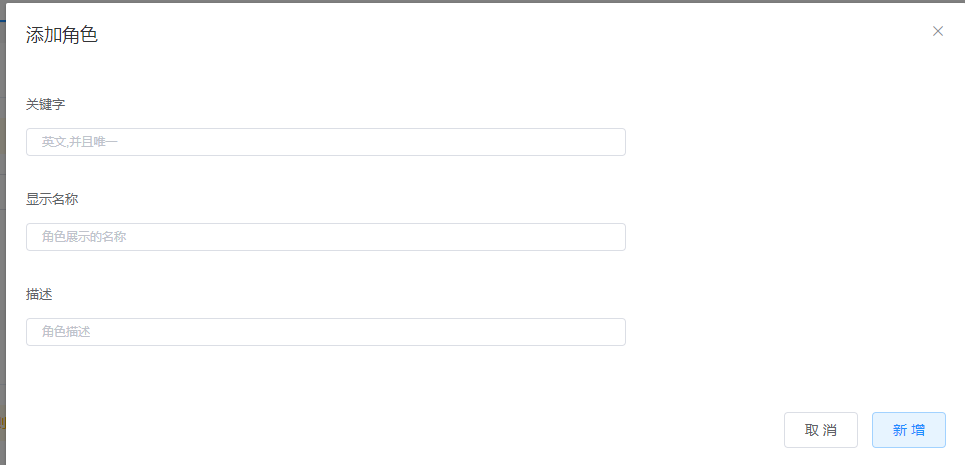 添加角色
关键字
英文,并且唯一
显示名称
角色展示的名称
描述
角色描述
取 消
新 增